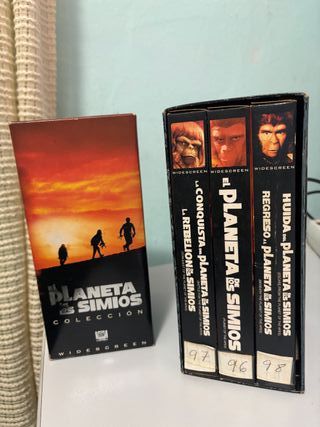 EL PLANETA
DE LOS SIMIOS
COLECCIÓN
WIDESCREEN
WIDESCREEN
LA CONQUISTA DEL PLANETA DE LOS SIMIOS
LA REBELION DE LOS SIMIOS
97
WIDESCREEN
EL PLANETA DE LOS SIMIOS
96
WIDESCREEN
HUIDA DEL PLANETA DE LOS SIMIOS
REGRESO AL PLANETA DE LOS SIMIOS
98